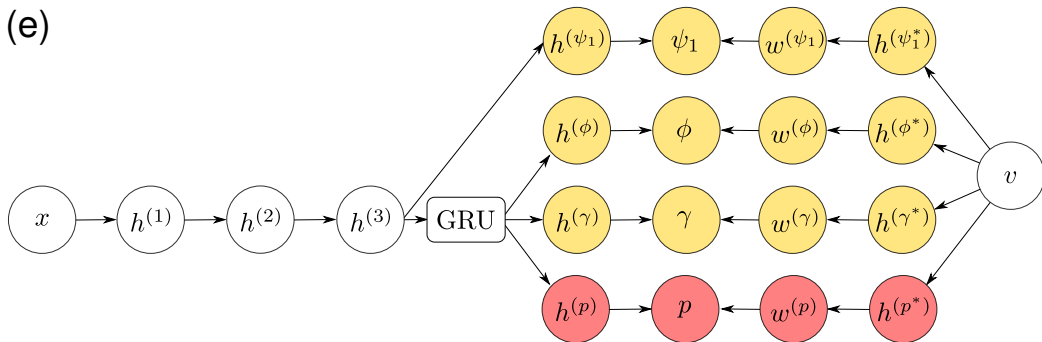 (e)
h^(ψ₁) ψ₁ w^(ψ₁) h^(ψ₁*)
h^(ϕ) ϕ w^(ϕ) h^(ϕ*)
v
x h^(1) h^(2) h^(3) GRU h^(γ) γ w^(γ) h^(γ*)
h^(p) p w^(p) h^(p*)